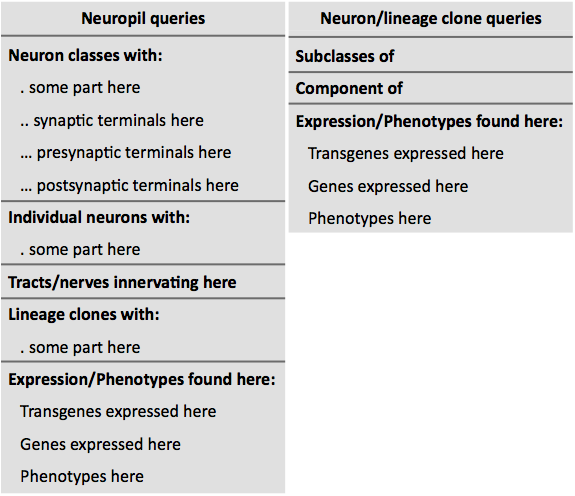 Neuropil queries
Neuron classes with:
. some part here
.. synaptic terminals here
... presynaptic terminals here
... postsynaptic terminals here
Individual neurons with:
. some part here
Tracts/nerves innervating here
Lineage clones with:
. some part here
Expression/Phenotypes found here:
Transgenes expressed here
Genes expressed here
Phenotypes here
Neuron/lineage clone queries
Subclasses of
Component of
Expression/Phenotypes found here:
Transgenes expressed here
Genes expressed here
Phenotypes here